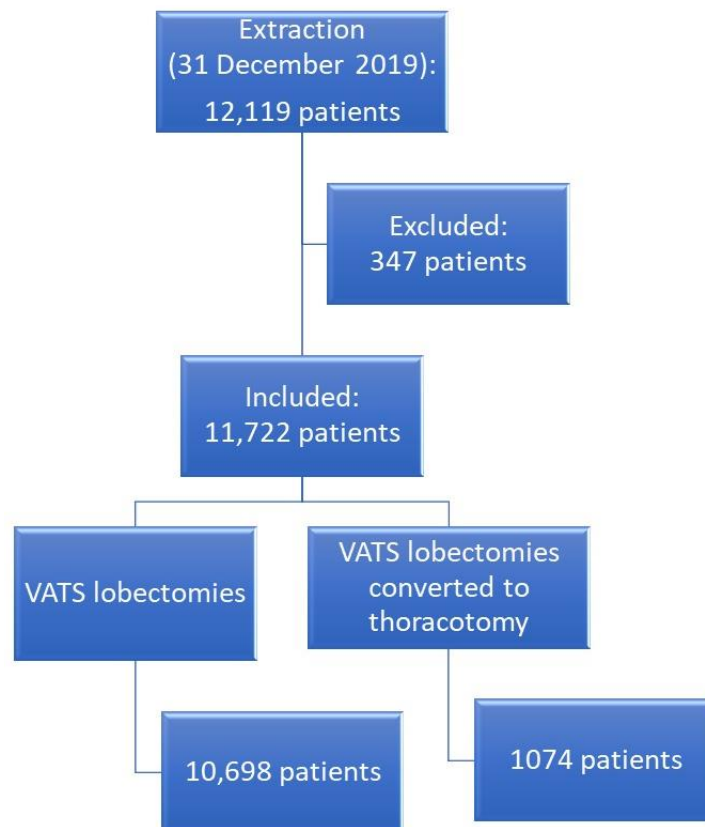 Extraction
(31 December 2019):
12,119 patients
Excluded:
347 patients
Included:
11,722 patients
VATS lobectomies
VATS lobectomies
converted to
thoracotomy
10,698 patients
1074 patients